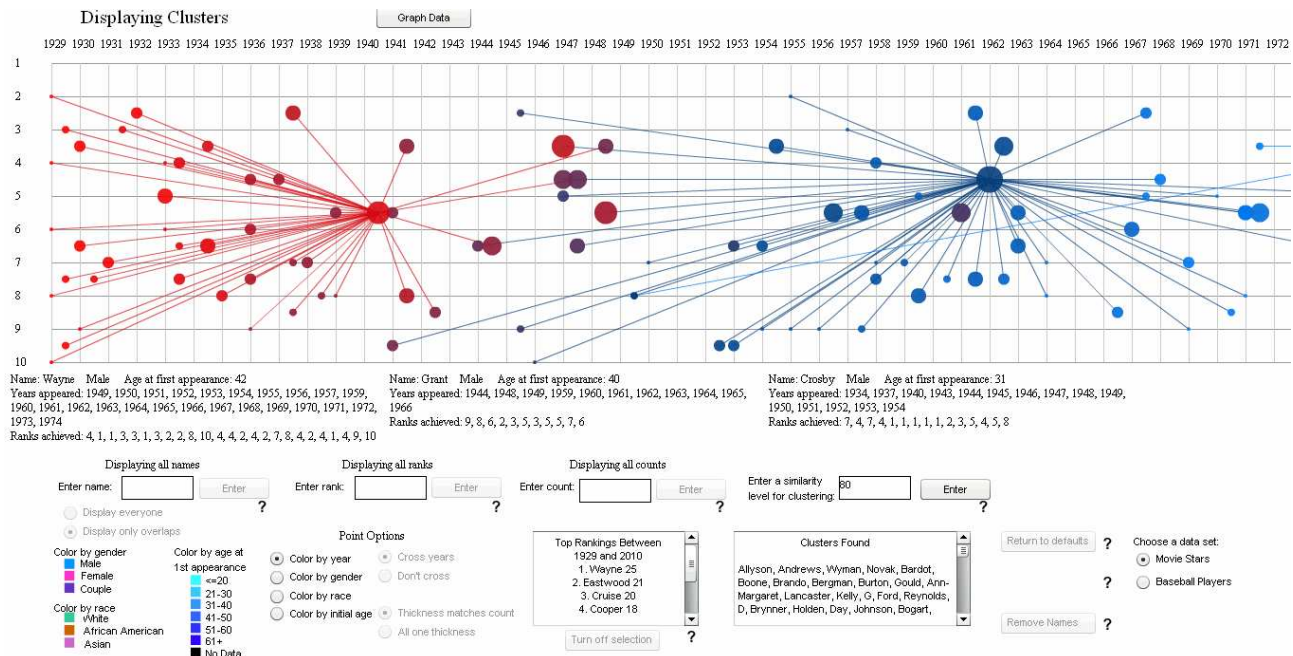 Displaying Clusters
Graph Data
1929 1930 1931 1932 1933 1934 1935 1936 1937 1938 1939 1940 1941 1942 1943 1944 1945 1946 1947 1948 1949 1950 1951 1952 1953 1954 1955 1956 1957 1958 1959 1960 1961 1962 1963 1964 1965 1966 1967 1968 1969 1970 1971 1972
1
2
3
4
5
6
7
8
9
10
Name: Wayne Male Age at first appearance: 42
Years appeared: 1949, 1950, 1951, 1952, 1953, 1954, 1955, 1956, 1957, 1959,
1960, 1961, 1962, 1963, 1964, 1965, 1966, 1967, 1968, 1969, 1970, 1971, 1972,
1973, 1974
Ranks achieved: 4, 1, 1, 3, 3, 1, 3, 2, 2, 8, 10, 4, 4, 2, 4, 2, 7, 8, 4, 2, 4, 1, 4, 9, 10
Name: Grant Male Age at first appearance: 40
Years appeared: 1944, 1948, 1949, 1959, 1960, 1961, 1962, 1963, 1964, 1965,
1966
Ranks achieved: 9, 8, 6, 2, 3, 5, 3, 5, 5, 7, 6
Name: Crosby Male Age at first appearance: 31
Years appeared: 1934, 1937, 1940, 1943, 1944, 1945, 1946, 1947, 1948, 1949,
1950, 1951, 1952, 1953, 1954
Ranks achieved: 7, 4, 7, 4, 1, 1, 1, 1, 1, 2, 3, 5, 4, 5, 8
Displaying all names
Enter name:
Enter
?
Display everyone
Display only overlaps
Displaying all ranks
Enter rank:
Enter
?
Displaying all counts
Enter count:
Enter
?
Enter a similarity
level for clustering:
80
Enter
?
Color by gender
Male
Female
Couple
Color by race
White
African American
Asian
Color by age at
1st appearance
<=20
21-30
31-40
41-50
51-60
61+
No Data
Point Options
Color by year
Color by gender
Color by race
Color by initial age
Cross years
Don't cross
Thickness matches count
All one thickness
Top Rankings Between
1929 and 2010
1. Wayne 25
2. Eastwood 21
3. Cruise 20
4. Cooper 18
Turn off selection
?
Clusters Found
Allyson, Andrews, Wyman, Novak, Bardot,
Boone, Brando, Bergman, Burton, Gould, Ann-
Margaret, Lancaster, Kelly, G, Ford, Reynolds,
D, Brynner, Holden, Day, Johnson, Bogart,
Return to defaults
?
?
Remove Names
?
Choose a data set:
Movie Stars
Baseball Players